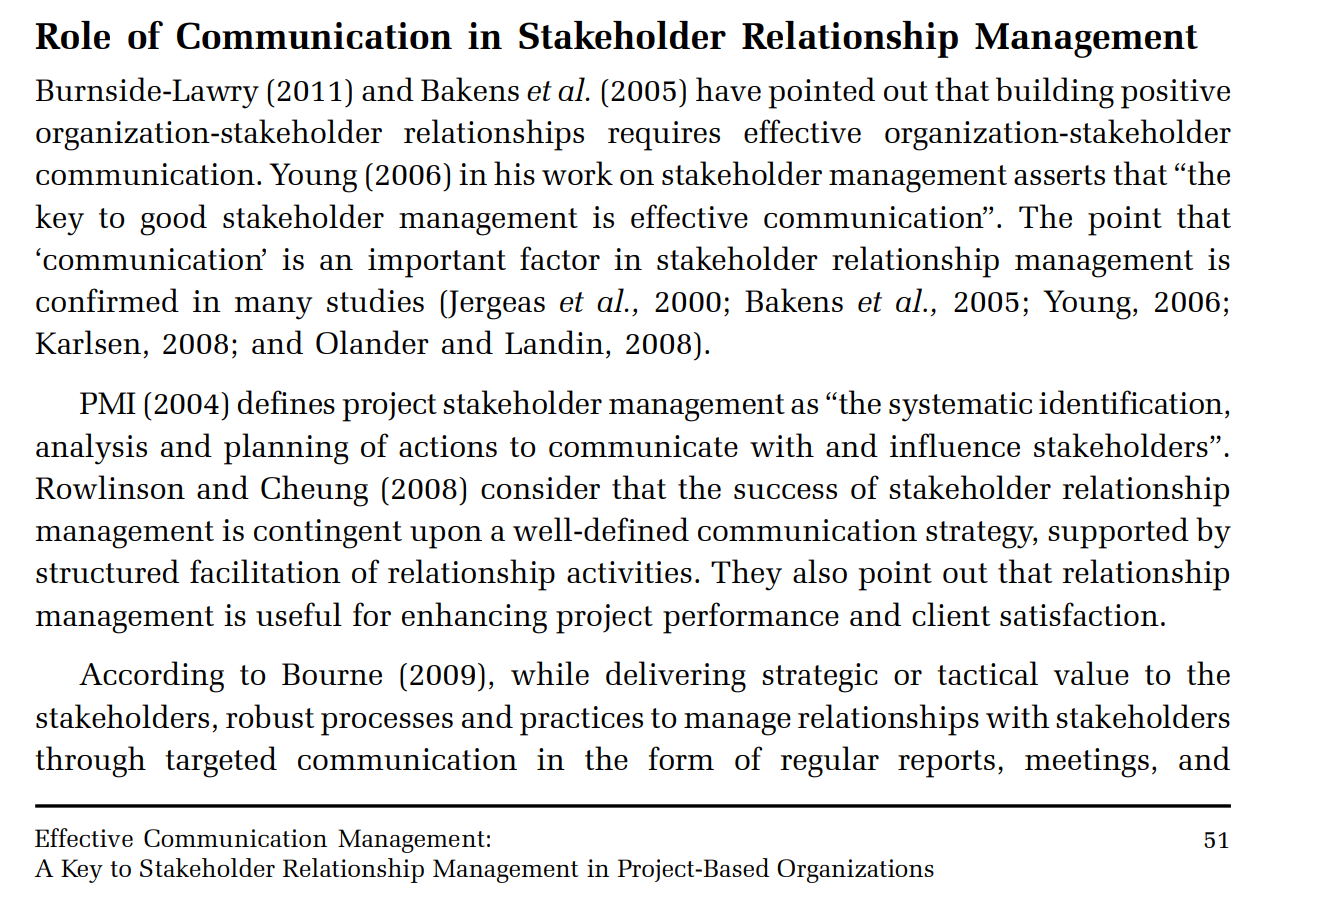 Role of Communication in Stakeholder Relationship Management
Burnside-Lawry (2011) and Bakens et al. (2005) have pointed out that building positive
organization-stakeholder relationships requires effective organization-stakeholder
communication. Young (2006) in his work on stakeholder management asserts that “the
key to good stakeholder management is effective communication”. The point that
‘communication’ is an important factor in stakeholder relationship management is
confirmed in many studies (Jergeas et al., 2000; Bakens et al., 2005; Young, 2006;
Karlsen, 2008; and Olander and Landin, 2008).
PMI (2004) defines project stakeholder management as “the systematic identification,
analysis and planning of actions to communicate with and influence stakeholders”.
Rowlinson and Cheung (2008) consider that the success of stakeholder relationship
management is contingent upon a well-defined communication strategy, supported by
structured facilitation of relationship activities. They also point out that relationship
management is useful for enhancing project performance and client satisfaction.
According to Bourne (2009), while delivering strategic or tactical value to the
stakeholders, robust processes and practices to manage relationships with stakeholders
through targeted communication in the form of regular reports, meetings, and
Effective Communication Management: 51
A Key to Stakeholder Relationship Management in Project-Based Organizations